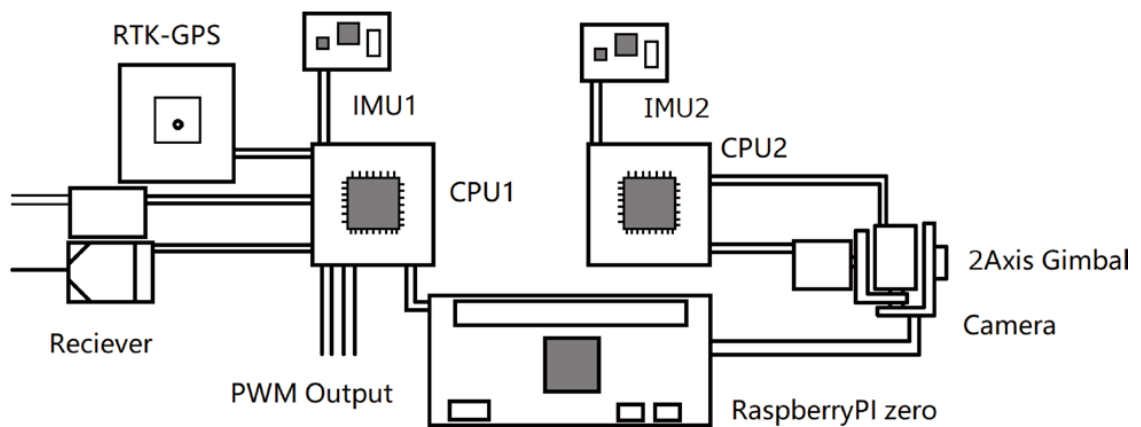 RTK-GPS
IMU1
IMU2
CPU1
CPU2
2Axis Gimbal
Camera
Reciever
PWM Output
RaspberryPI zero